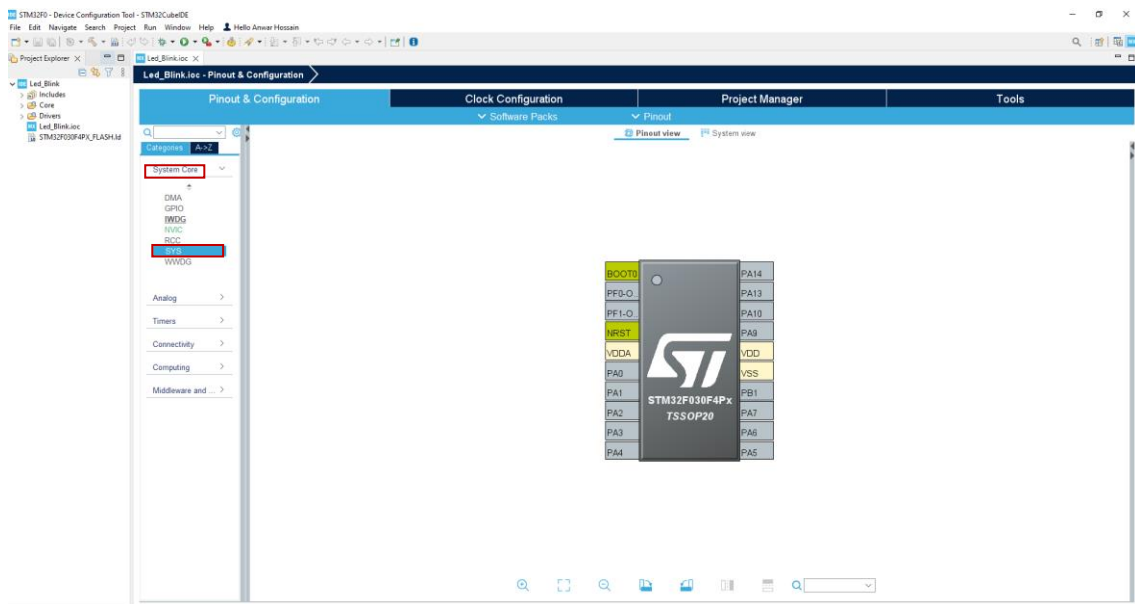 STM32F0 - Device Configuration Tool - STM32CubeIDE
File Edit Navigate Search Project Run Window Help Hello Anwar Hossain
Project Explorer
Led_Blink.ioc
Led_Blink
Includes
Core
Drivers
Led_Blink.ioc
STM32F030F4PX_FLASH.ld
Led_Blink.ioc - Pinout & Configuration
Pinout & Configuration
Clock Configuration
Project Manager
Tools
Software Packs
Pinout
Pinout view
System view
Categories
A->Z
System Core
DMA
GPIO
IWDG
NVIC
RCC
SYS
WWDG
Analog
Timers
Connectivity
Computing
Middleware and ...
BOOT0
PF0-O..
PF1-O..
NRST
VDDA
PA0
PA1
PA2
PA3
PA4
STM32F030F4Px
TSSOP20
PA14
PA13
PA10
PA9
VDD
VSS
PB1
PA7
PA6
PA5